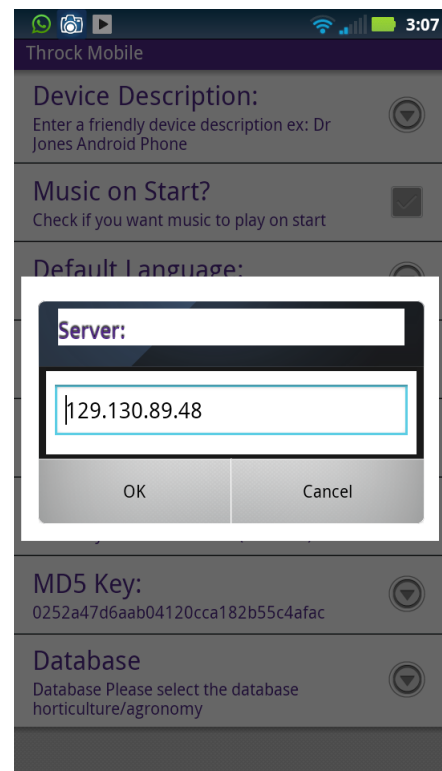 3:07
Throck Mobile
Device Description:
Enter a friendly device description ex: Dr
Jones Android Phone
Music on Start?
Check if you want music to play on start
Default Language:
Server:
129.130.89.48
OK Cancel
MD5 Key:
0252a47d6aab04120cca182b55c4afac
Database
Database Please select the database
horticulture/agronomy